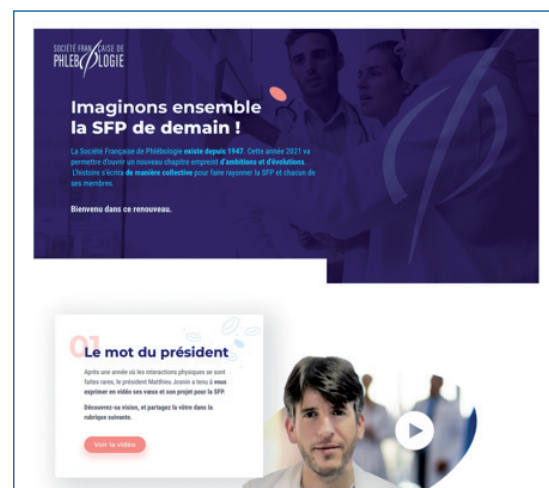 SOCIÉTÉ FRANÇAISE DE
PHLEBOLOGIE
Imaginons ensemble
la SFP de demain !
La Société Française de Phlébologie existe depuis 1947. Cette année 2021 va
permettre d'ouvrir un nouveau chapitre empreint d'ambitions et d'évolutions.
L'histoire s'écrira de manière collective pour faire rayonner la SFP et chacun de
ses membres.
Bienvenu dans ce renouveau.
01
Le mot du président
Après une année où les interactions physiques se sont
faites rares, le président Matthieu Josnin a tenu à vous
exprimer en vidéo ses vœux et son projet pour la SFP.
Découvrez-sa vision, et partagez la vôtre dans la
rubrique suivante.
Voir la vidéo